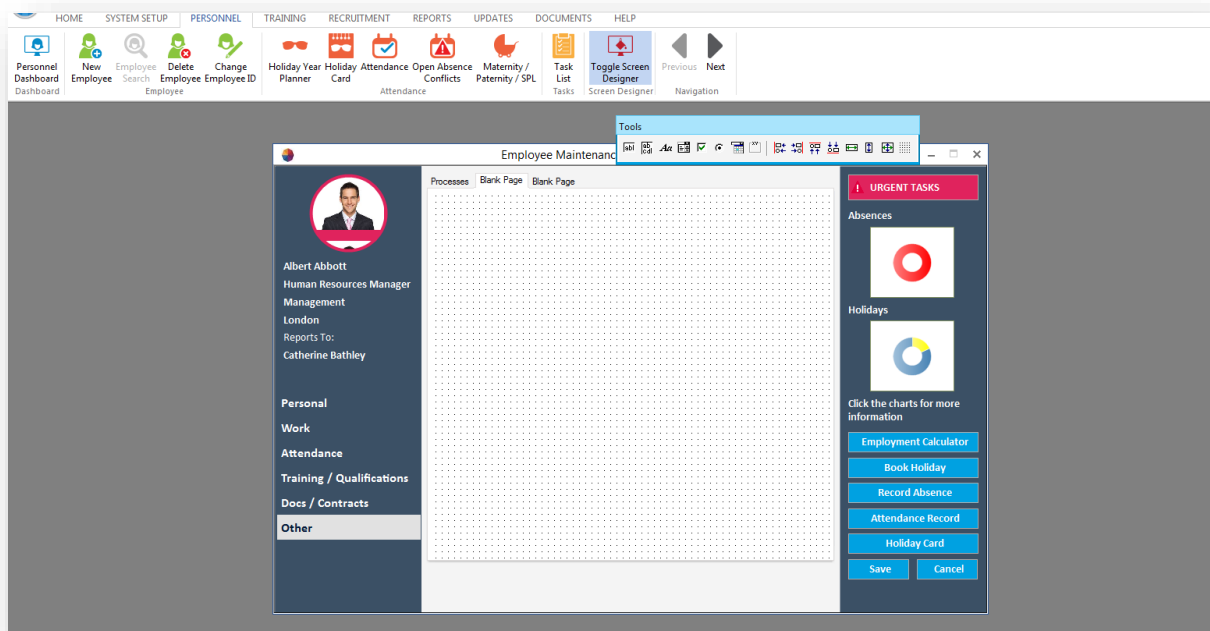 HOME SYSTEM SETUP PERSONNEL TRAINING RECRUITMENT REPORTS UPDATES DOCUMENTS HELP
Personnel Dashboard
New Employee
Employee Search
Delete Employee
Change Employee ID
Holiday Year Planner
Holiday Card
Attendance
Open Absence Conflicts
Maternity / Paternity / SPL
Task List
Toggle Screen Designer
Previous
Next
Dashboard Employee Attendance Tasks Screen Designer Navigation
Tools
Employee Maintenanc
Processes Blank Page Blank Page
Albert Abbott
Human Resources Manager
Management
London
Reports To:
Catherine Bathley
Personal
Work
Attendance
Training / Qualifications
Docs / Contracts
Other
URGENT TASKS
Absences
Holidays
Click the charts for more
information
Employment Calculator
Book Holiday
Record Absence
Attendance Record
Holiday Card
Save Cancel